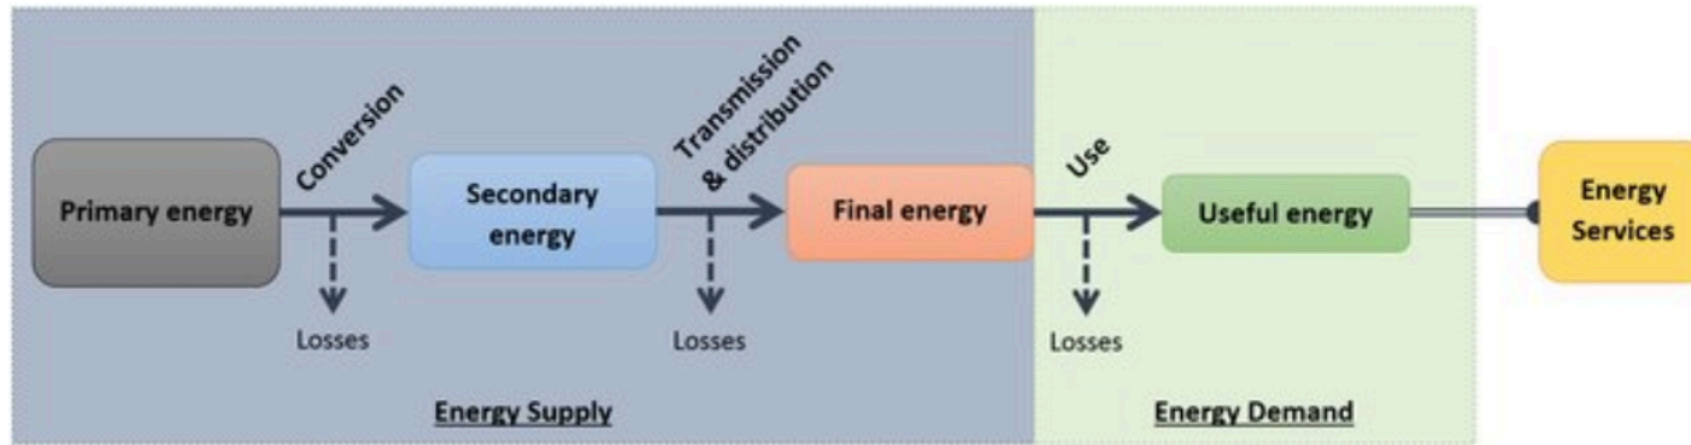 Primary energy
Conversion
Losses
Secondary
energy
Transmission
& distribution
Losses
Final energy
Use
Losses
Useful energy
Energy
Services
Energy Supply
Energy Demand